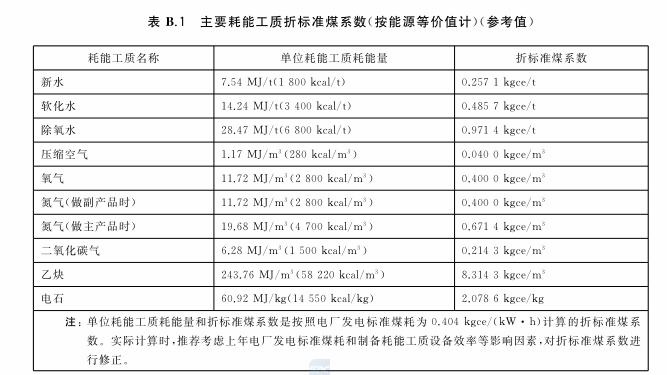 表 B.1 主要耗能工质折标准煤系数(按能源等价值计)(参考值)
耗能工质名称 单位耗能工质耗能量 折标准煤系数
新水 7.54 MJ/t(1 800 kcal/t) 0.257 1 kgce/t
软化水 14.24 MJ/t(3 400 kcal/t) 0.485 7 kgce/t
除氧水 28.47 MJ/t(6 800 kcal/t) 0.971 4 kgce/t
压缩空气 1.17 MJ/m³(280 kcal/m³) 0.040 0 kgce/m³
氧气 11.72 MJ/m³(2 800 kcal/m³) 0.400 0 kgce/m³
氮气(做副产品时) 11.72 MJ/m³(2 800 kcal/m³) 0.400 0 kgce/m³
氮气(做主产品时) 19.68 MJ/m³(4 700 kcal/m³) 0.671 4 kgce/m³
二氧化碳气 6.28 MJ/m³(1 500 kcal/m³) 0.214 3 kgce/m³
乙炔 243.76 MJ/m³(58 220 kcal/m³) 8.314 3 kgce/m³
电石 60.92 MJ/kg(14 550 kcal/kg) 2.078 6 kgce/kg
注:单位耗能工质耗能量和折标准煤系数是按照电厂发电标准煤耗为 0.404 kgce/(kW·h)计算的折标准煤系
数。实际计算时,推荐考虑上年电厂发电标准煤耗和制备耗能工质设备效率等影响因素,对折标准煤系数进
行修正。